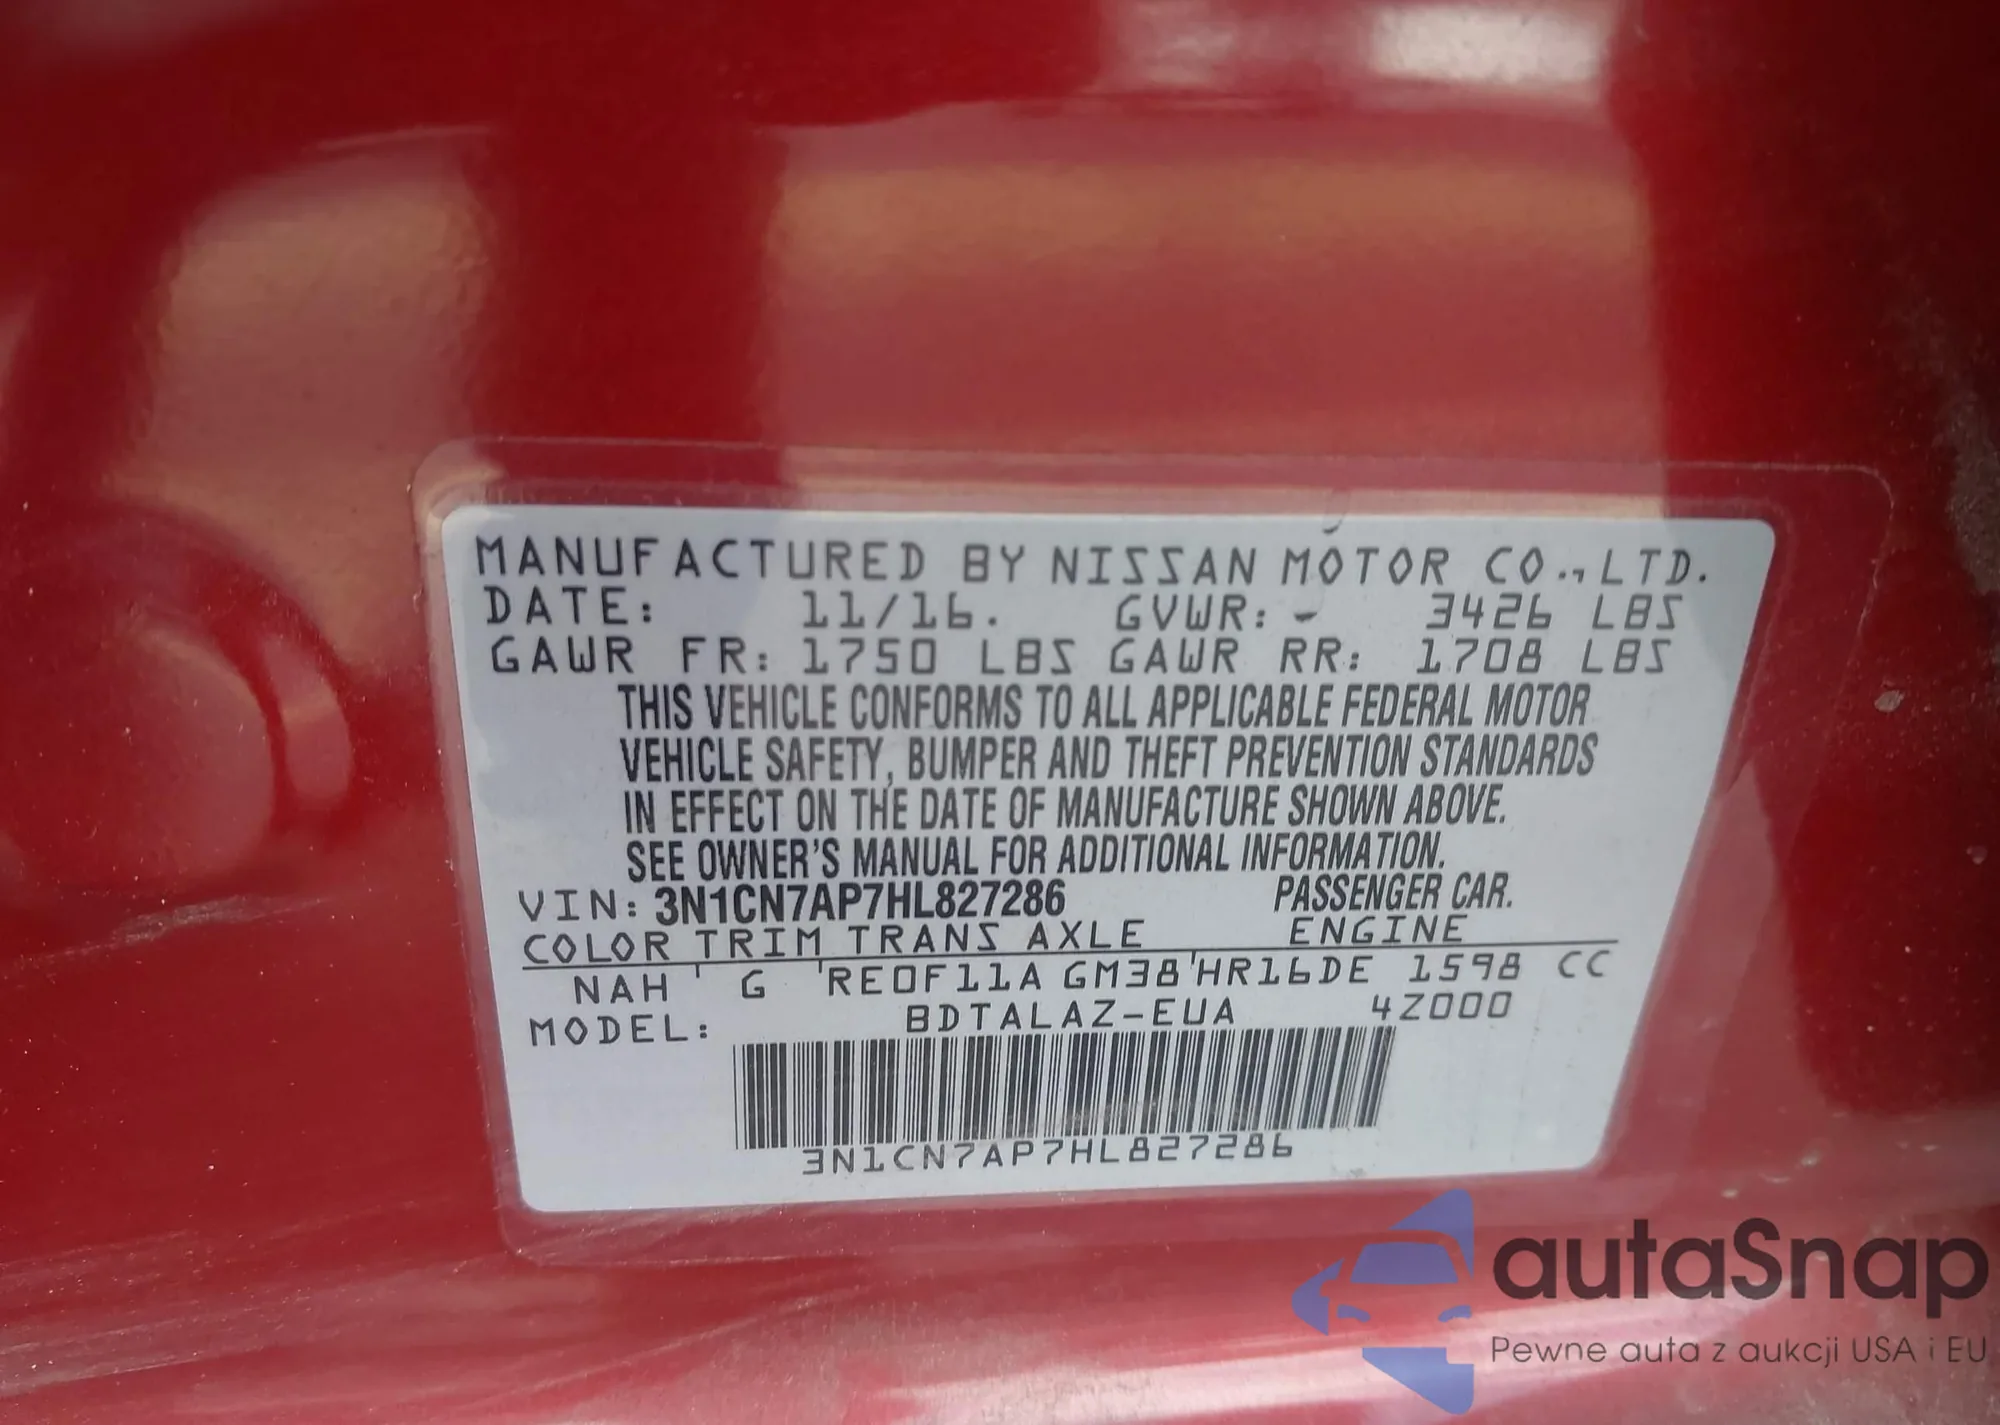 MANUFACTURED BY NISSAN MOTOR CO., LTD.
DATE: 11/16. GVWR: - 3426 LBS
GAWR FR: 1750 LBS GAWR RR: 1708 LBS
THIS VEHICLE CONFORMS TO ALL APPLICABLE FEDERAL MOTOR
VEHICLE SAFETY, BUMPER AND THEFT PREVENTION STANDARDS
IN EFFECT ON THE DATE OF MANUFACTURE SHOWN ABOVE.
SEE OWNER'S MANUAL FOR ADDITIONAL INFORMATION.
VIN: 3N1CN7AP7HL827286 PASSENGER CAR.
COLOR TRIM TRANS AXLE ENGINE
NAH ' G 'RE0F11A GM38'HR16DE 1598 CC
MODEL: BDTALAZ-EUA 4Z000
3N1CN7AP7HL827286
autaSnap
Pewne auta z aukcji USA i EU